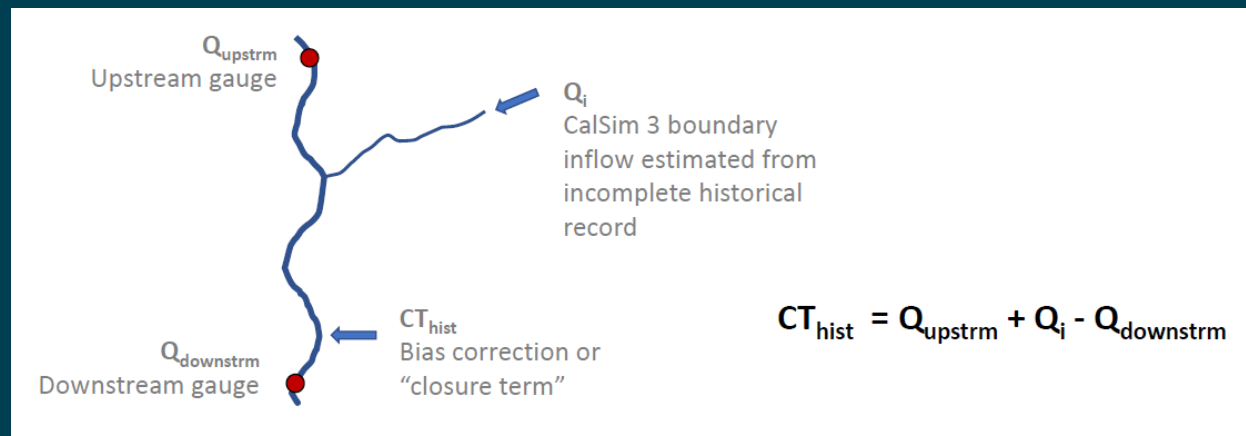 Qupstrm
Upstream gauge
Qi
CalSim 3 boundary
inflow estimated from
incomplete historical
record
CThist
Bias correction or
“closure term”
Qdownstrm
Downstream gauge
CThist = Qupstrm + Qi - Qdownstrm